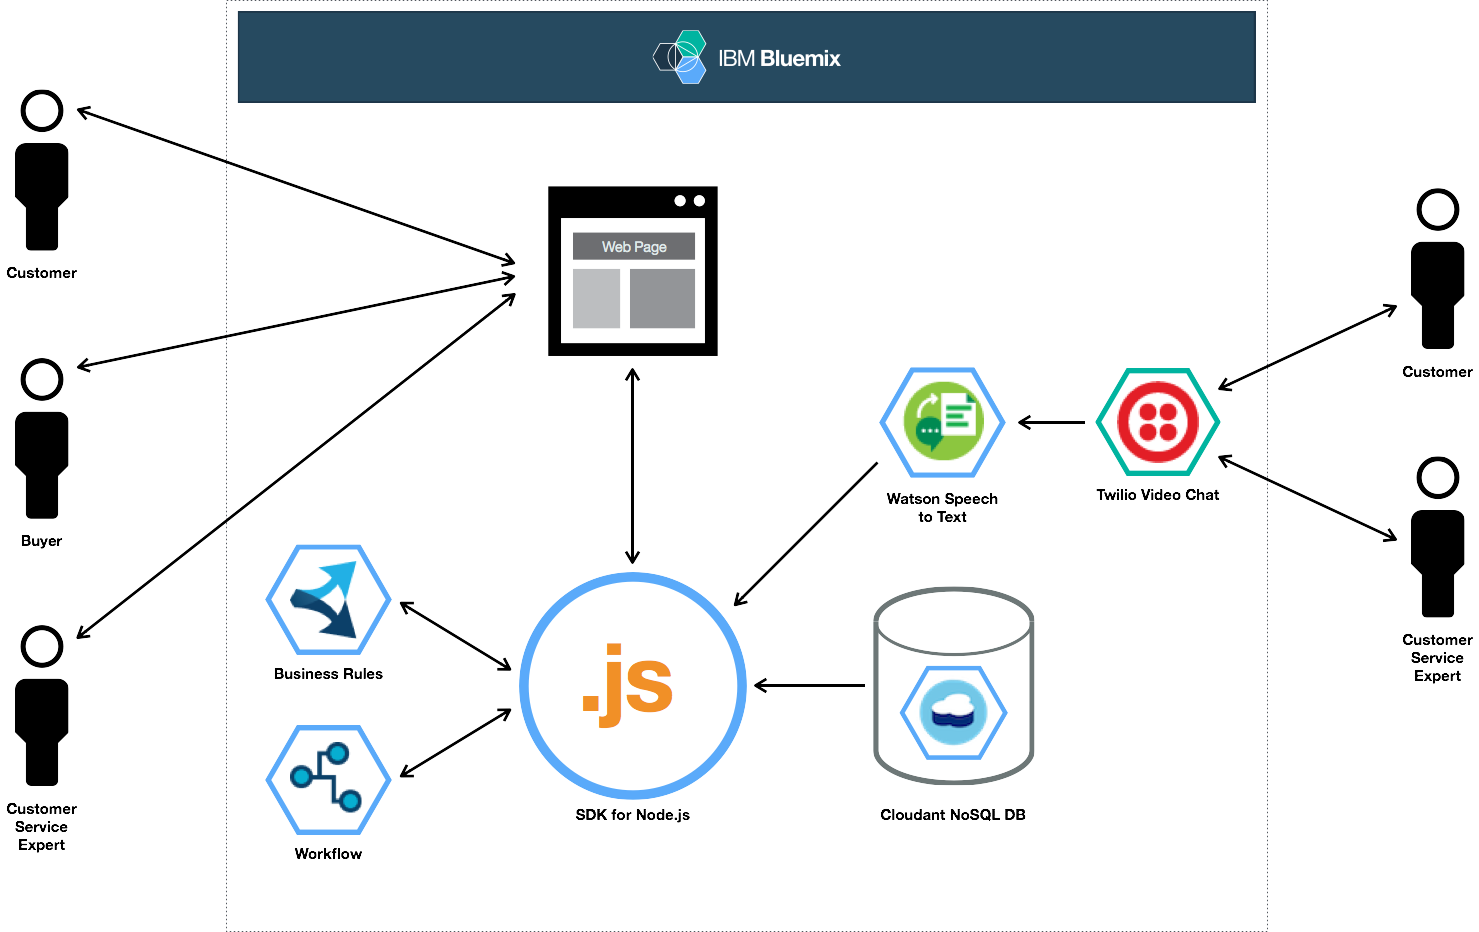 IBM Bluemix
Customer
Web Page
Customer
Buyer
Watson Speech
to Text
Twilio Video Chat
Business Rules
.js
Customer
Service
Expert
SDK for Node.js
Cloudant NoSQL DB
Customer
Service
Expert
Workflow